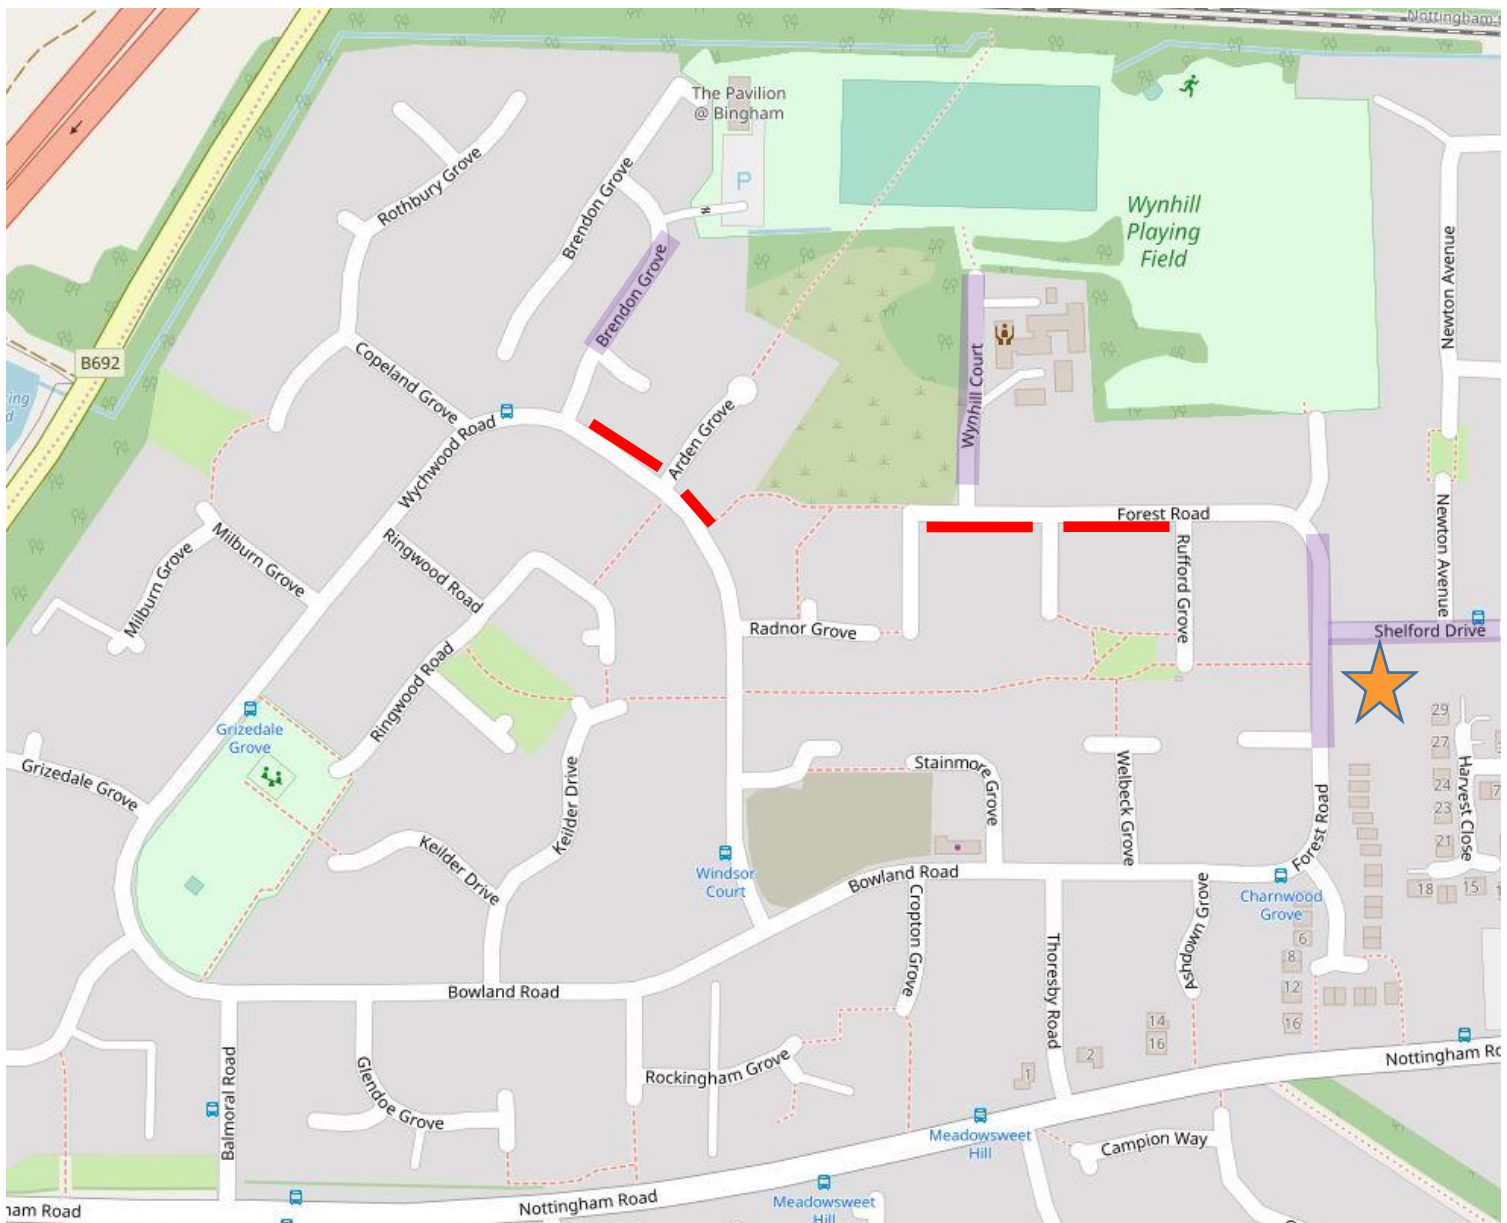 Nottingham
The Pavilion
@ Bingham
P
Rothbury Grove
Brendon Grove
Wynhill
Playing
Field
Newton Avenue
Brendon Grove
B692
Copeland Grove
Wynhill Court
Arden Grove
Wychwood Road
Forest Road
Newton Avenue
Milburn Grove
Ringwood Road
Rufford Grove
Milburn Grove
Radnor Grove
Shelford Drive
Ringwood Road
Grizedale
Grove
29
27
Grizedale Grove
Stainmore Grove
Welbeck Grove
Harvest Close
24
23
21
Keilder Drive
Forest Road
Keilder Drive
Windsor
Court
Bowland Road
Charnwood
Grove
18
15
Cropton Grove
Ashdown Grove
6
8
Thoresby Road
12
Bowland Road
14
16
16
2
1
Nottingham Ro
Balmoral Road
Glendoe Grove
Rockingham Grove
Meadowsweet
Hill
Campion Way
Nottingham Road
Meadowsweet
Hill
ham Road